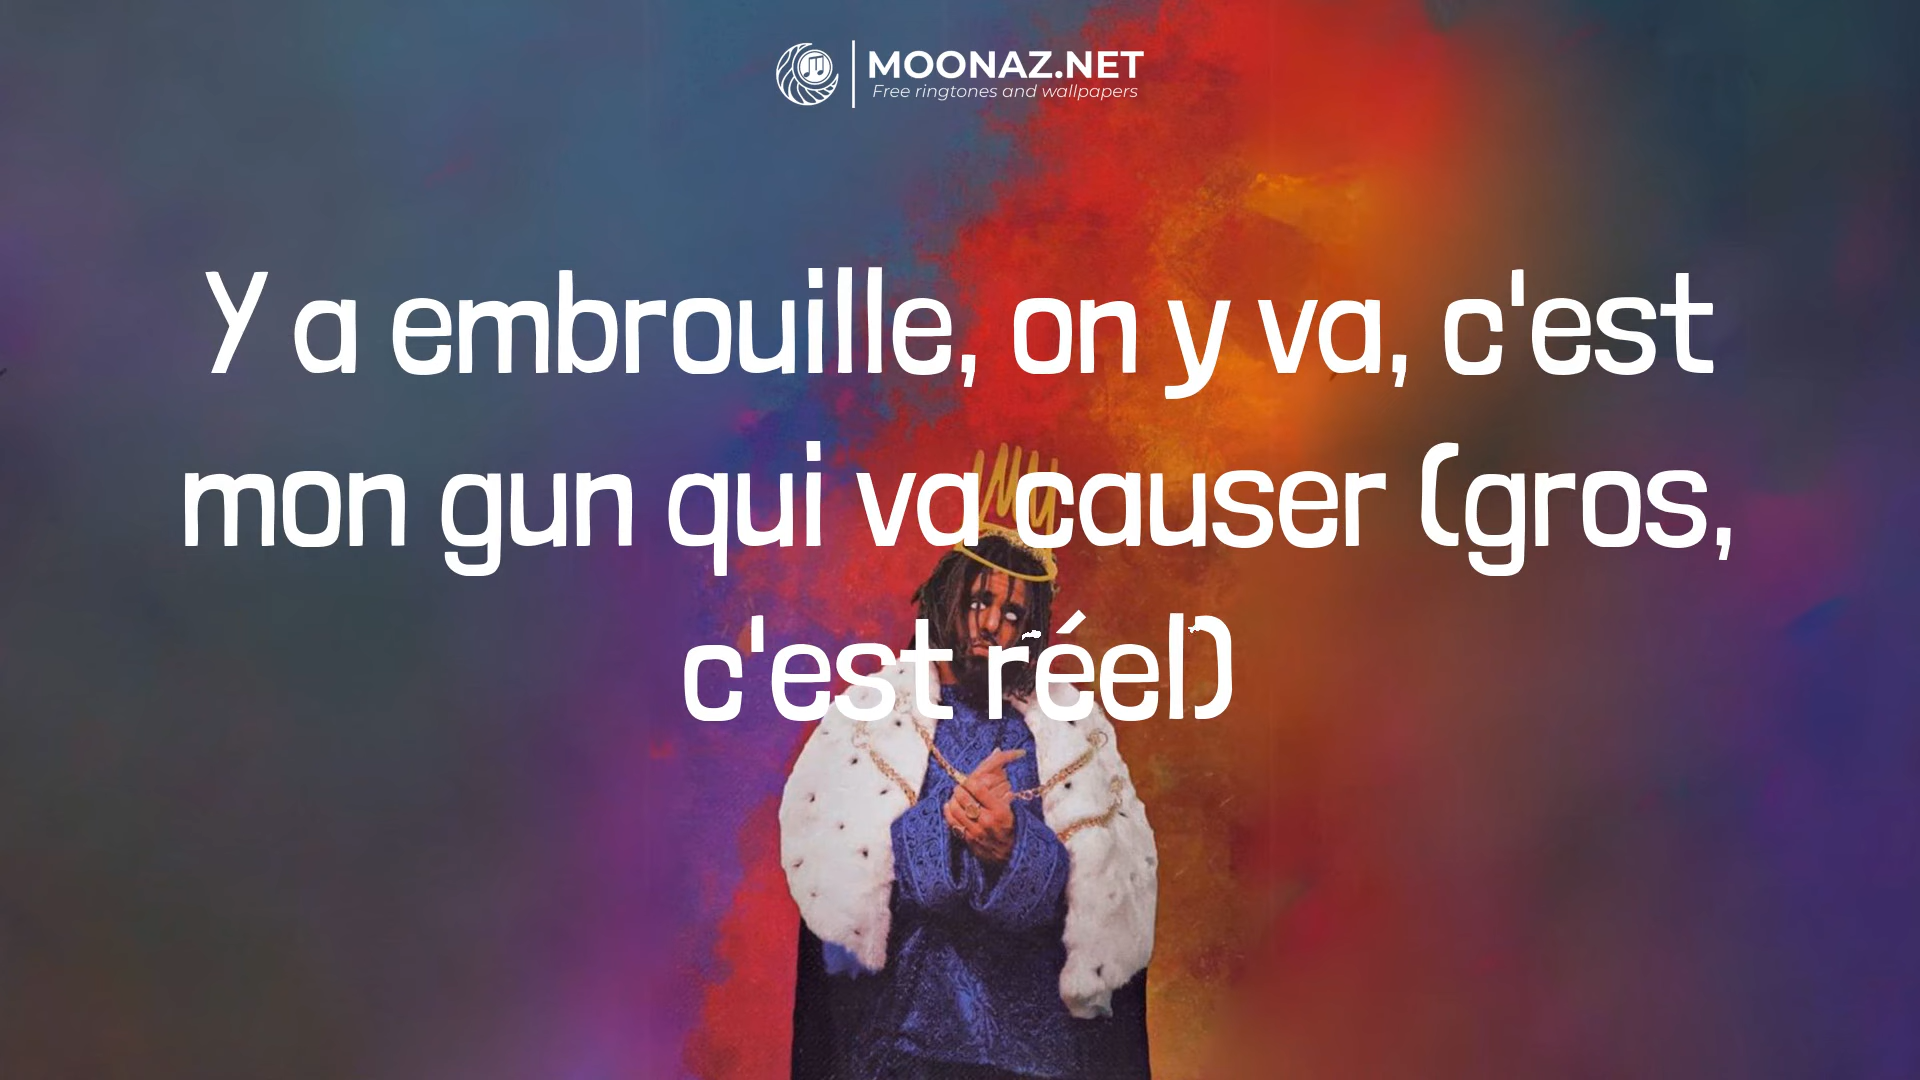 MOONAZ.NET
Free ringtones and wallpapers
Y a embrouille, on y va, c'est
mon gun qui va causer (gros,
c'est réel)